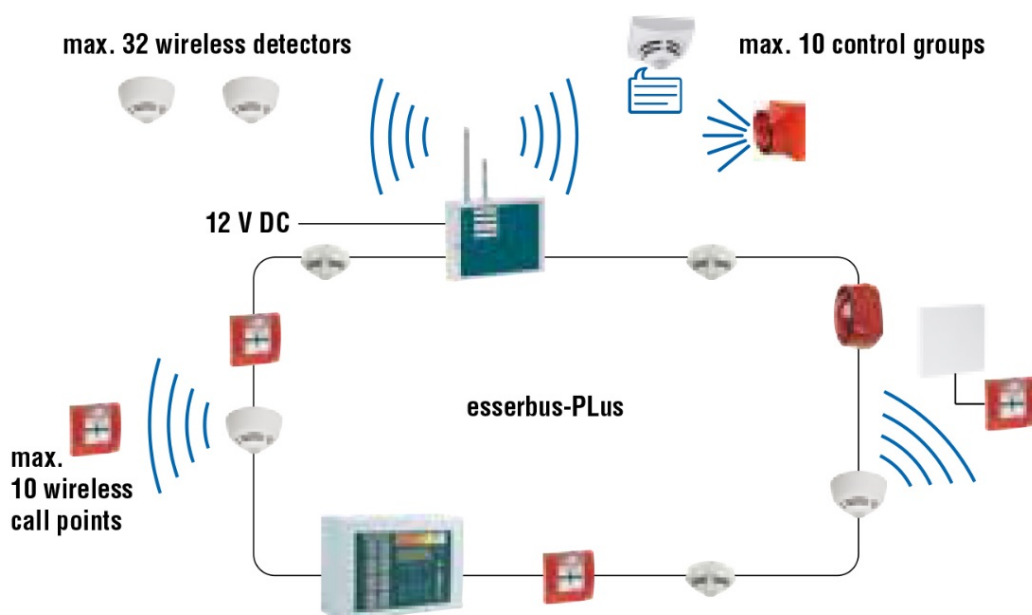 max. 32 wireless detectors
max. 10 control groups
12 V DC
esserbus-PLus
max.
10 wireless
call points